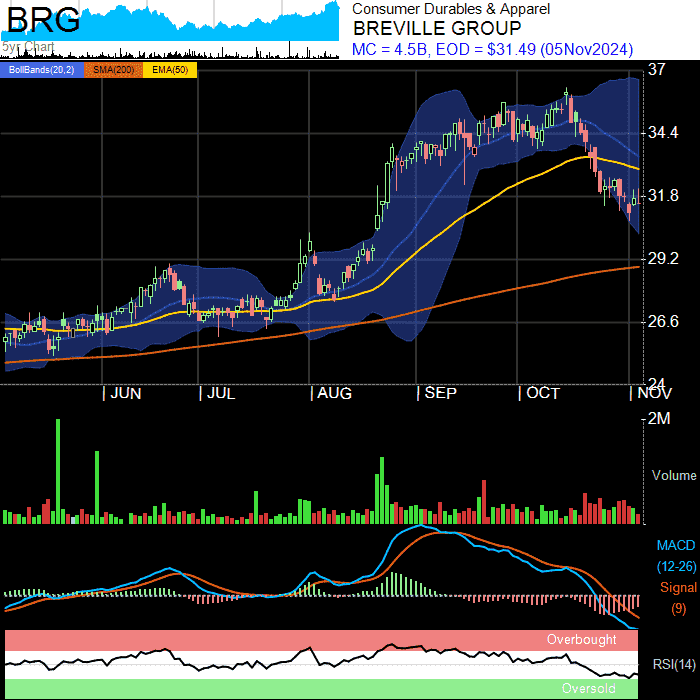 BRG
5yr Chart
Consumer Durables & Apparel
BREVILLE GROUP
MC = 4.5B, EOD = $31.49 (05Nov2024)
BollBands(20,2) SMA(200) EMA(50)
37
34.4
31.8
29.2
26.6
24
JUN JUL AUG SEP OCT NOV
2M
Volume
MACD
(12-26)
Signal
(9)
Overbought
RSI(14)
Oversold